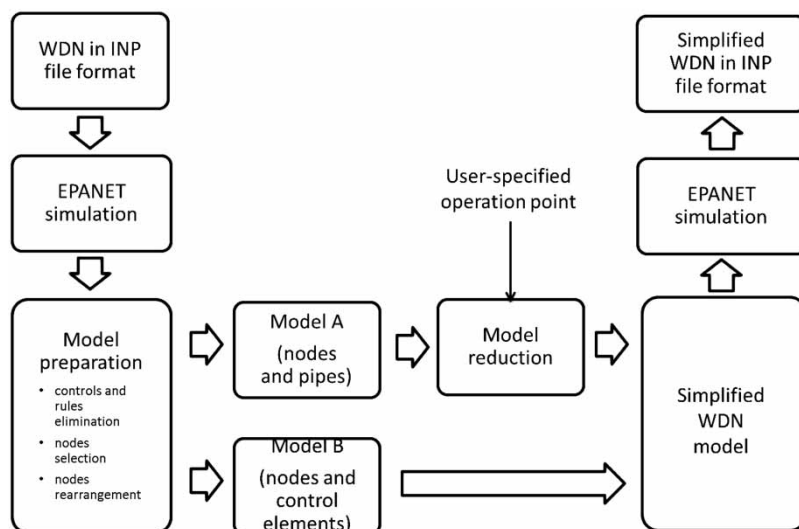 WDN in INP
file format
EPANET
simulation
Model
preparation
• controls and
rules
elimination
• nodes
selection
• nodes
rearrangement
Model A
(nodes
and pipes)
Model B
(nodes and
control
elements)
User-specified
operation point
Model
reduction
Simplified
WDN in INP
file format
EPANET
simulation
Simplified
WDN
model